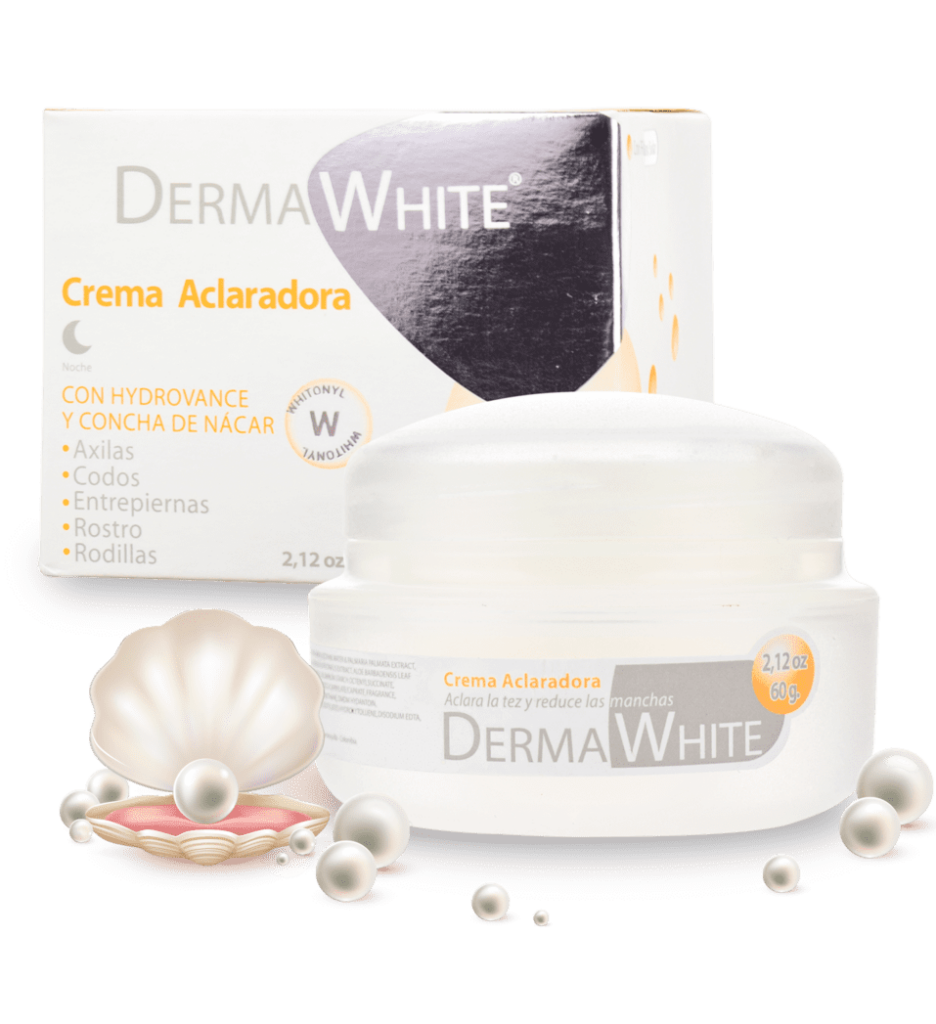 DERMAWHITE®
Crema Aclaradora
Noche
CON HYDROVANCE
Y CONCHA DE NÁCAR
WHITONYL
W
WHITONYL
• Axilas
• Codos
• Entrepiernas
• Rostro
• Rodillas
2,12 oz
Crema Aclaradora
Aclara la tez y reduce las manchas
DERMAWHITE
2,12 oz
60 g.